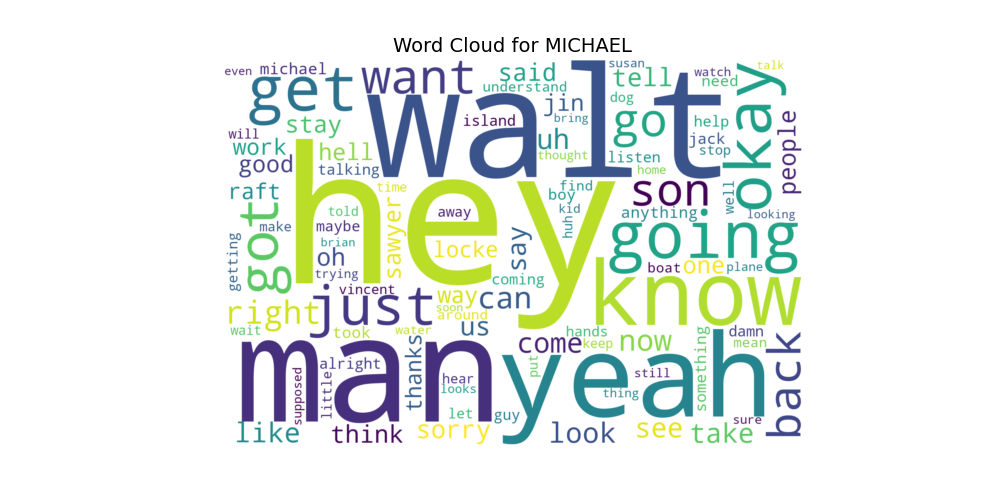 Word Cloud for MICHAEL
even michael want said susan tell watch need talk
get understand jin dog okay
will stay walt island uh bring go help jack people
work hell thought listen stop
good talking home
raft time find son well
hey boy anything looking
got told away kid
make maybe sawyer say huh going
getting brian locke
oh trying coming boat one plane
vincent way can know
right just soon around us
wait took water hands now damn
man thanks come keep mean back
alright yeah something
supposed little hear looks put still
thing
let guy sure
like think sorry look see take